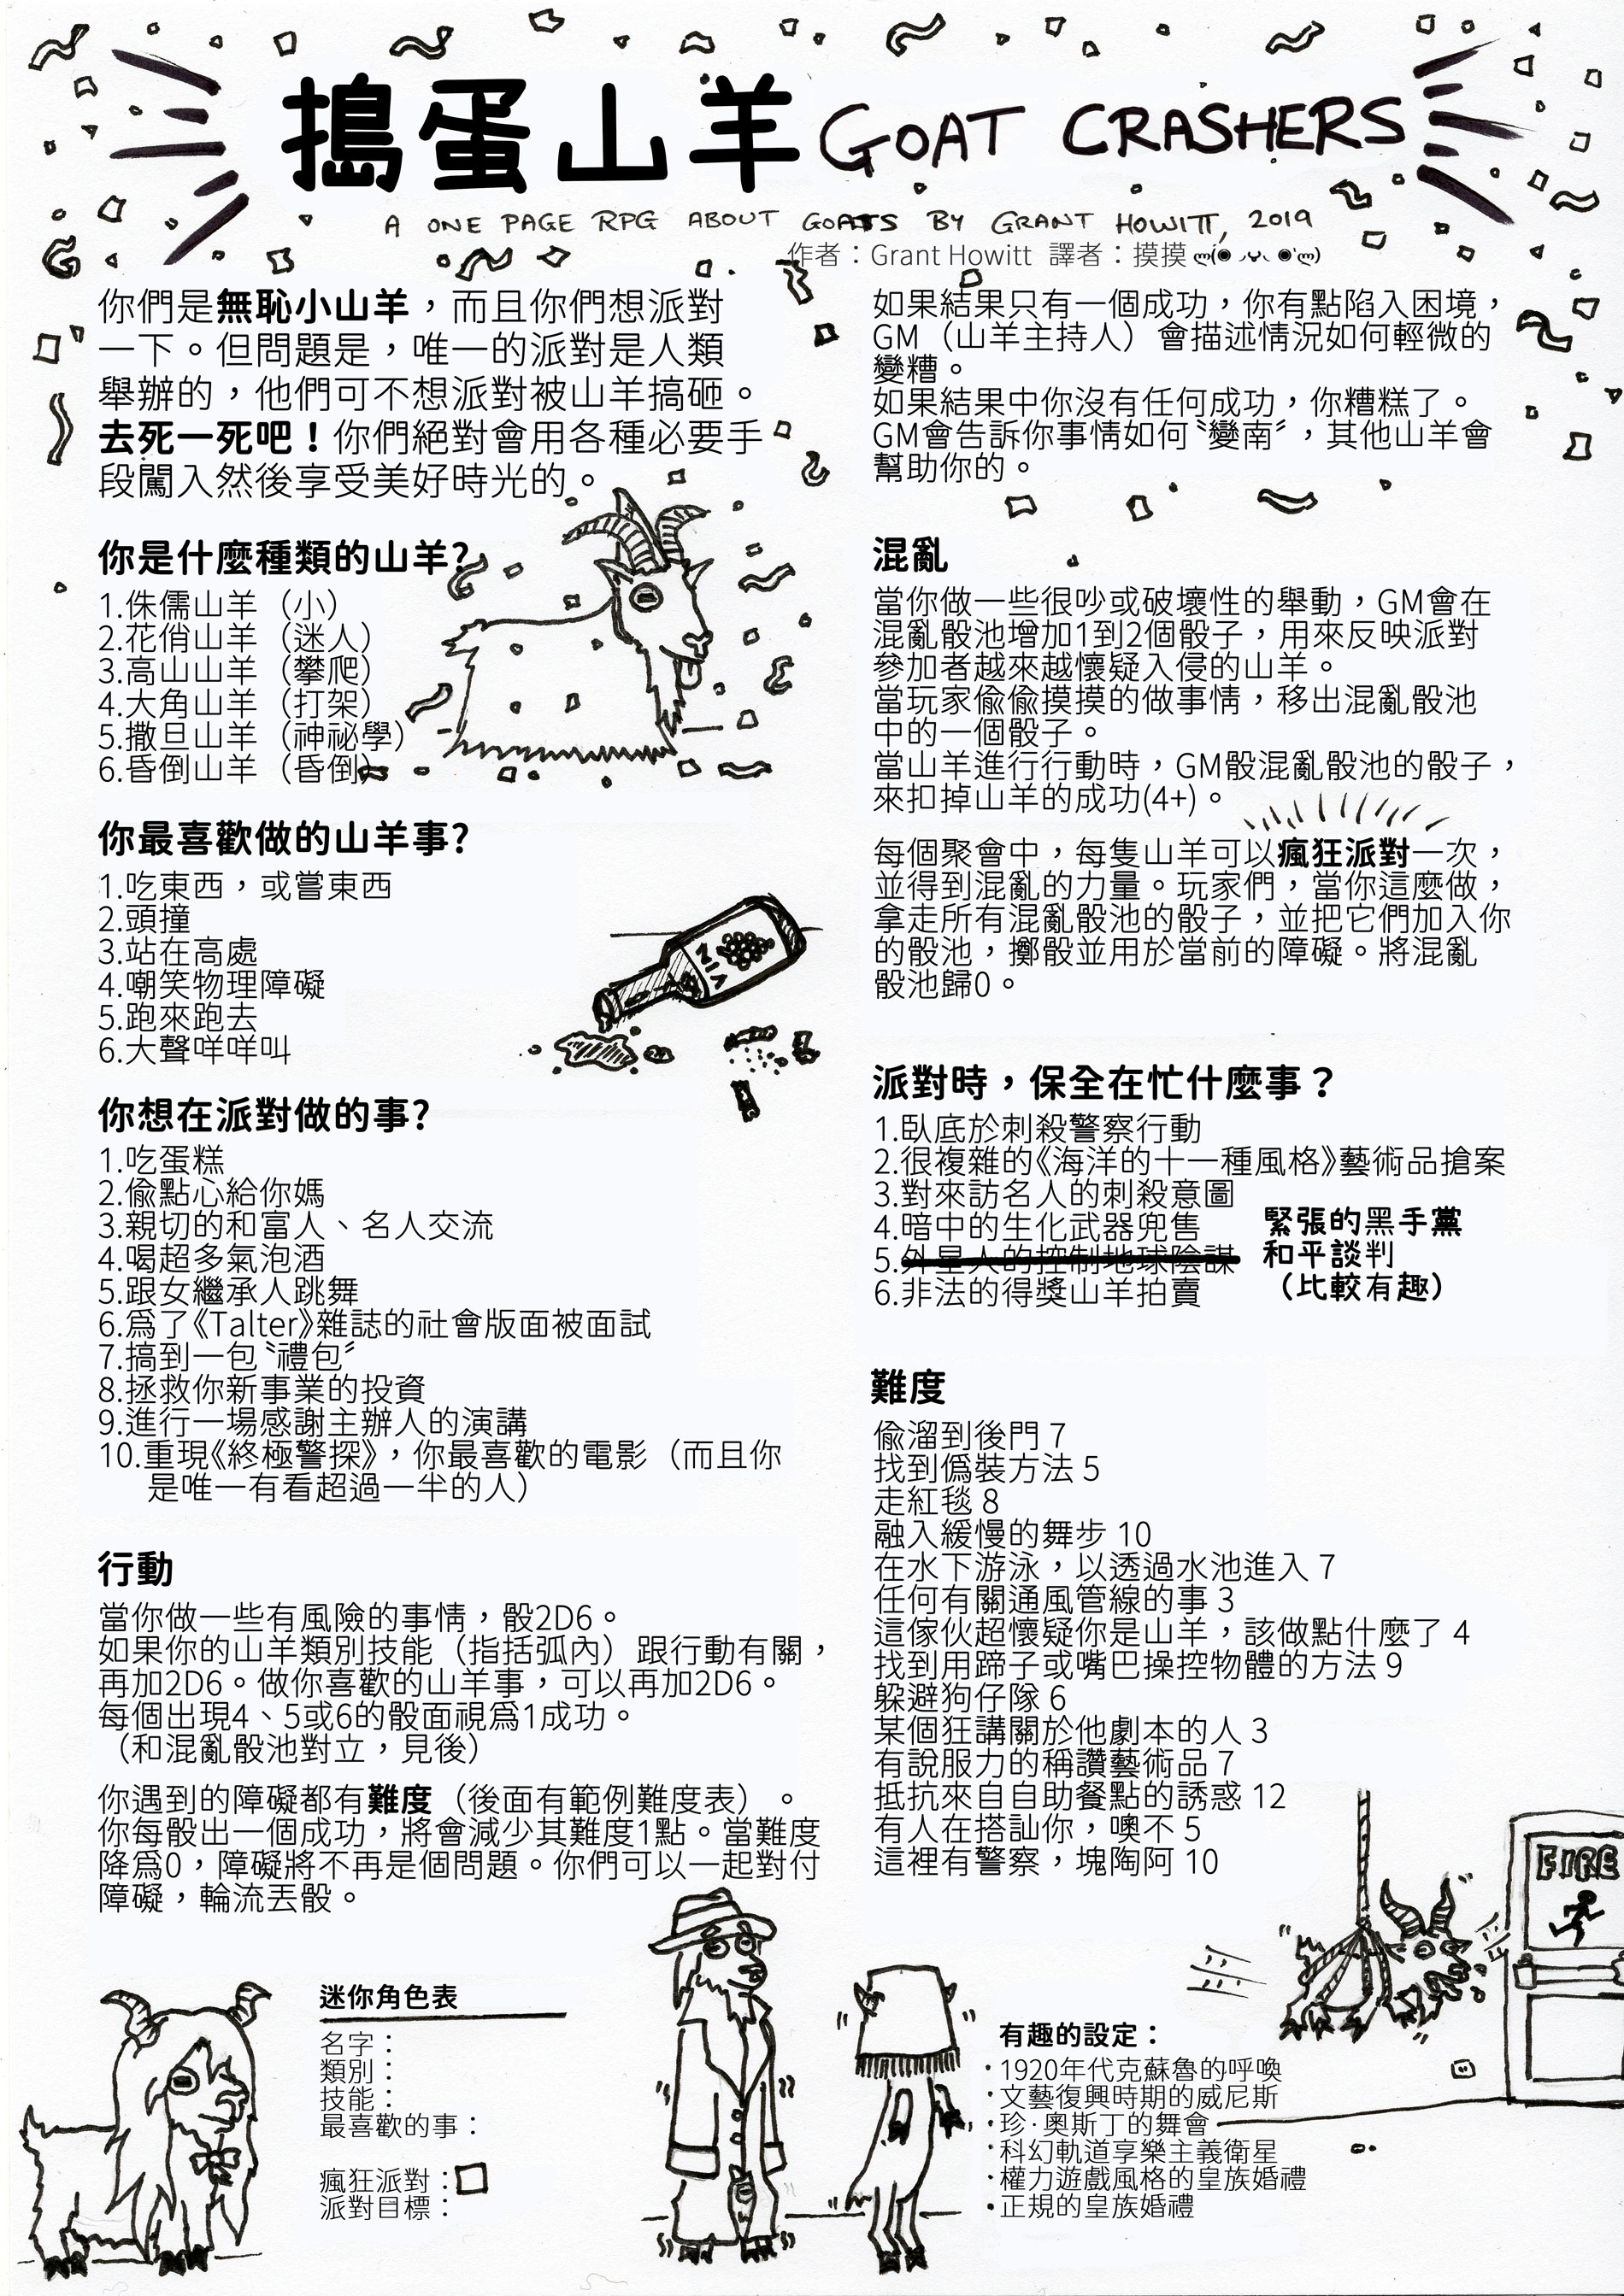 搗蛋山羊 GOAT CRASHERS
A ONE PAGE RPG ABOUT GOATS BY GRANT HOWITT, 2019
作者：Grant Howitt 譯者：摸摸 ლ(́◉◞౪◟◉‵ლ)
你們是無恥小山羊，而且你們想派對
一下。但問題是，唯一的派對是人類
舉辦的，他們可不想派對被山羊搞砸。
去死一死吧！你們絕對會用各種必要手
段闖入然後享受美好時光的。
你是什麼種類的山羊?
1.侏儒山羊（小）
2.花俏山羊（迷人）
3.高山山羊（攀爬）
4.大角山羊（打架）
5.撒旦山羊（神祕學）
6.昏倒山羊（昏倒）
你最喜歡做的山羊事?
1.吃東西，或嘗東西
2.頭撞
3.站在高處
4.嘲笑物理障礙
5.跑來跑去
6.大聲咩咩叫
你想在派對做的事?
1.吃蛋糕
2.偷點心給你媽
3.親切的和富人、名人交流
4.喝超多氣泡酒
5.跟女繼承人跳舞
6.爲了《Talter》雜誌的社會版面被面試
7.搞到一包〝禮包〞
8.拯救你新事業的投資
9.進行一場感謝主辦人的演講
10.重現《終極警探》，你最喜歡的電影（而且你
是唯一有看超過一半的人）
行動
當你做一些有風險的事情，骰2D6。
如果你的山羊類別技能（指括弧內）跟行動有關，
再加2D6。做你喜歡的山羊事，可以再加2D6。
每個出現4、5或6的骰面視爲1成功。
（和混亂骰池對立，見後）
你遇到的障礙都有難度（後面有範例難度表）。
你每骰出一個成功，將會減少其難度1點。當難度
降爲0，障礙將不再是個問題。你們可以一起對付
障礙，輪流丟骰。
迷你角色表
名字：
類別：
技能：
最喜歡的事：
瘋狂派對：
派對目標：
如果結果只有一個成功，你有點陷入困境，
GM（山羊主持人）會描述情況如何輕微的
變糟。
如果結果中你沒有任何成功，你糟糕了。
GM會告訴你事情如何〝變南〞，其他山羊會
幫助你的。
混亂
當你做一些很吵或破壞性的舉動，GM會在
混亂骰池增加1到2個骰子，用來反映派對
參加者越來越懷疑入侵的山羊。
當玩家偷偷摸摸的做事情，移出混亂骰池
中的一個骰子。
當山羊進行行動時，GM骰混亂骰池的骰子，
來扣掉山羊的成功(4+)。
每個聚會中，每隻山羊可以瘋狂派對一次，
並得到混亂的力量。玩家們，當你這麼做，
拿走所有混亂骰池的骰子，並把它們加入你
的骰池，擲骰並用於當前的障礙。將混亂
骰池歸0。
派對時，保全在忙什麼事？
1.臥底於刺殺警察行動
2.很複雜的《海洋的十一種風格》藝術品搶案
3.對來訪名人的刺殺意圖
4.暗中的生化武器兜售
5.外星人的控制地球陰謀
6.非法的得獎山羊拍賣
緊張的黑手黨
和平談判
（比較有趣）
難度
偷溜到後門 7
找到僞裝方法 5
走紅毯 8
融入緩慢的舞步 10
在水下游泳，以透過水池進入 7
任何有關通風管線的事 3
這傢伙超懷疑你是山羊，該做點什麼了 4
找到用蹄子或嘴巴操控物體的方法 9
躲避狗仔隊 6
某個狂講關於他劇本的人 3
有說服力的稱讚藝術品 7
抵抗來自自助餐點的誘惑 12
有人在搭訕你，噢不 5
這裡有警察，塊陶阿 10
FIRE
有趣的設定：
·1920年代克蘇魯的呼喚
·文藝復興時期的威尼斯
·珍·奧斯丁的舞會
·科幻軌道享樂主義衛星
·權力遊戲風格的皇族婚禮
·正規的皇族婚禮